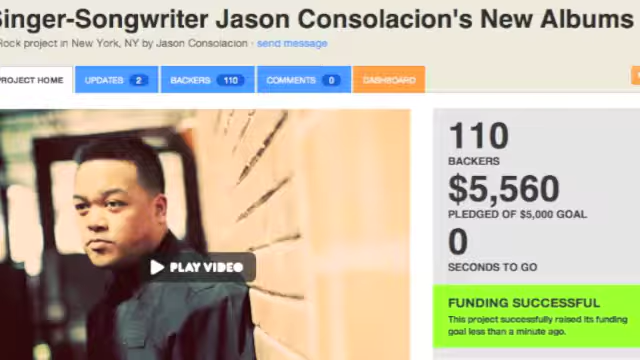 Singer-Songwriter Jason Consolacion's New Albums
Rock project in New York, NY by Jason Consolacion · send message
PROJECT HOME UPDATES 2 BACKERS 110 COMMENTS 0 DASHBOARD
110
BACKERS
$5,560
PLEDGED OF $5,000 GOAL
0
SECONDS TO GO
PLAY VIDEO
FUNDING SUCCESSFUL
This project successfully raised its funding
goal less than a minute ago.